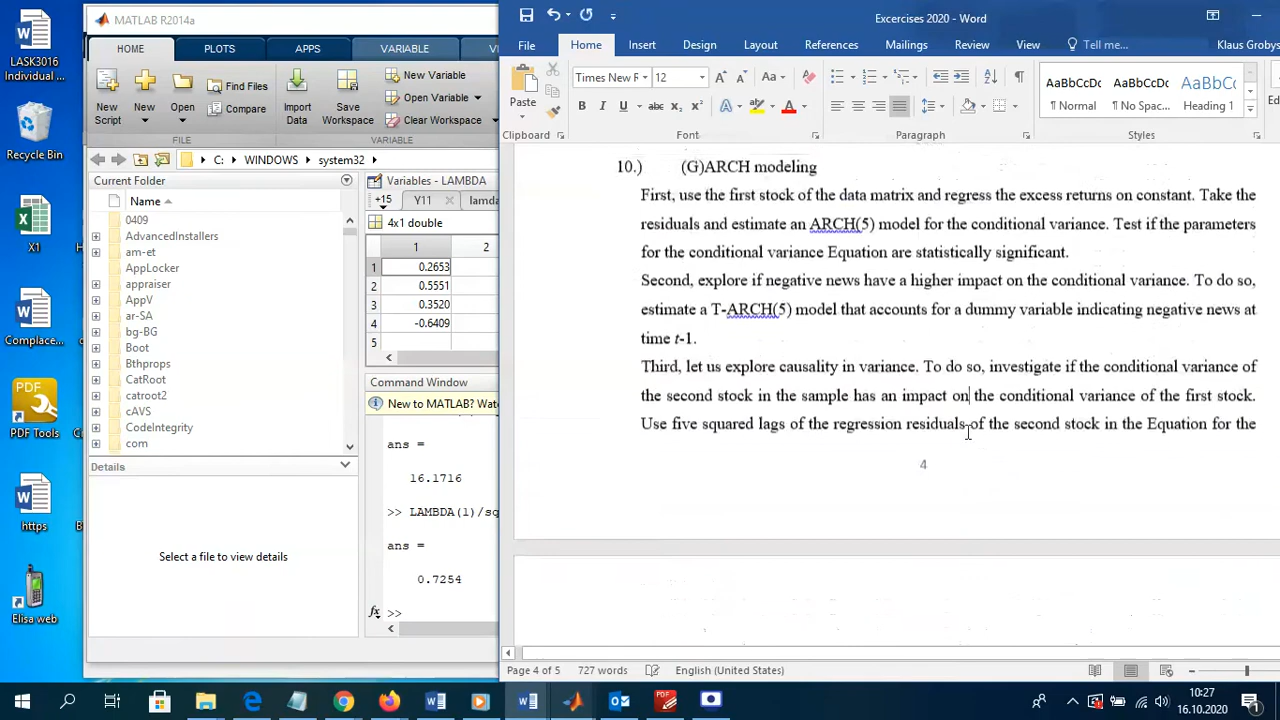 LASK3016
Individual ...
Recycle Bin
X1
Complace...
PDF Tools
https
Elisa web
MATLAB R2014a
HOME
PLOTS
APPS
VARIABLE
New
Script
New
Open
Find Files
Compare
Import
Data
Save
Workspace
New Variable
Open Variable
Clear Workspace
FILE
VARIABLE
C:
WINDOWS
system32
Current Folder
Name
0409
AdvancedInstallers
am-et
AppLocker
appraiser
AppV
ar-SA
bg-BG
Boot
Bthprops
CatRoot
catroot2
cAVS
CodeIntegrity
com
Details
Select a file to view details
Variables - LAMBDA
+15
Y11
lamda
4x1 double
1
2
1
0.2653
2
0.5551
3
0.3520
4
-0.6409
5
Command Window
New to MATLAB? Watc
ans =
16.1716
>> LAMBDA(1)/sq
ans =
0.7254
fx >>
Excercises 2020 - Word
File
Home
Insert
Design
Layout
References
Mailings
Review
View
Tell me...
Klaus Groby
Paste
Times New R
12
Clipboard
Font
Paragraph
AaBbCcDc
¶ Normal
AaBbCcDc
¶ No Spac...
AaBbCc
Heading 1
Styles
10.) (G)ARCH modeling
First, use the first stock of the data matrix and regress the excess returns on constant. Take the
residuals and estimate an ARCH(5) model for the conditional variance. Test if the parameters
for the conditional variance Equation are statistically significant.
Second, explore if negative news have a higher impact on the conditional variance. To do so,
estimate a T-ARCH(5) model that accounts for a dummy variable indicating negative news at
time t-1.
Third, let us explore causality in variance. To do so, investigate if the conditional variance of
the second stock in the sample has an impact on the conditional variance of the first stock.
Use five squared lags of the regression residuals of the second stock in the Equation for the
4
Page 4 of 5
727 words
English (United States)
10:27
16.10.2020